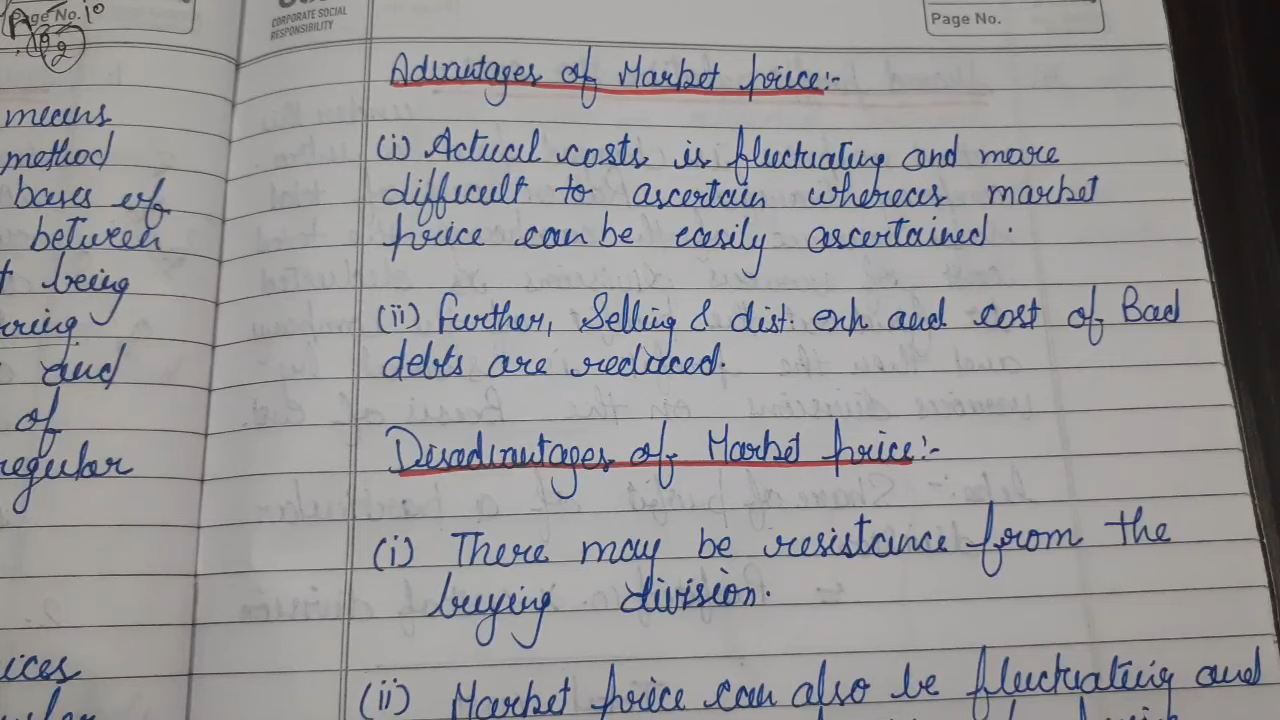 Page No. 10
CORPORATE SOCIAL
RESPONSIBILITY
Page No.
means
method
bases of
between
being
and
of
regular
ices
Advantages of Market price:-
(i) Actual costs is fluctuating and more
difficult to ascertain whereas market
price can be easily ascertained.
(ii) Further, Selling & dist. exh and cost of Bad
debts are reduced.
Disadvantages of Market price:-
(i) There may be resistance from the
buying division.
(ii) Market price can also be fluctuating and